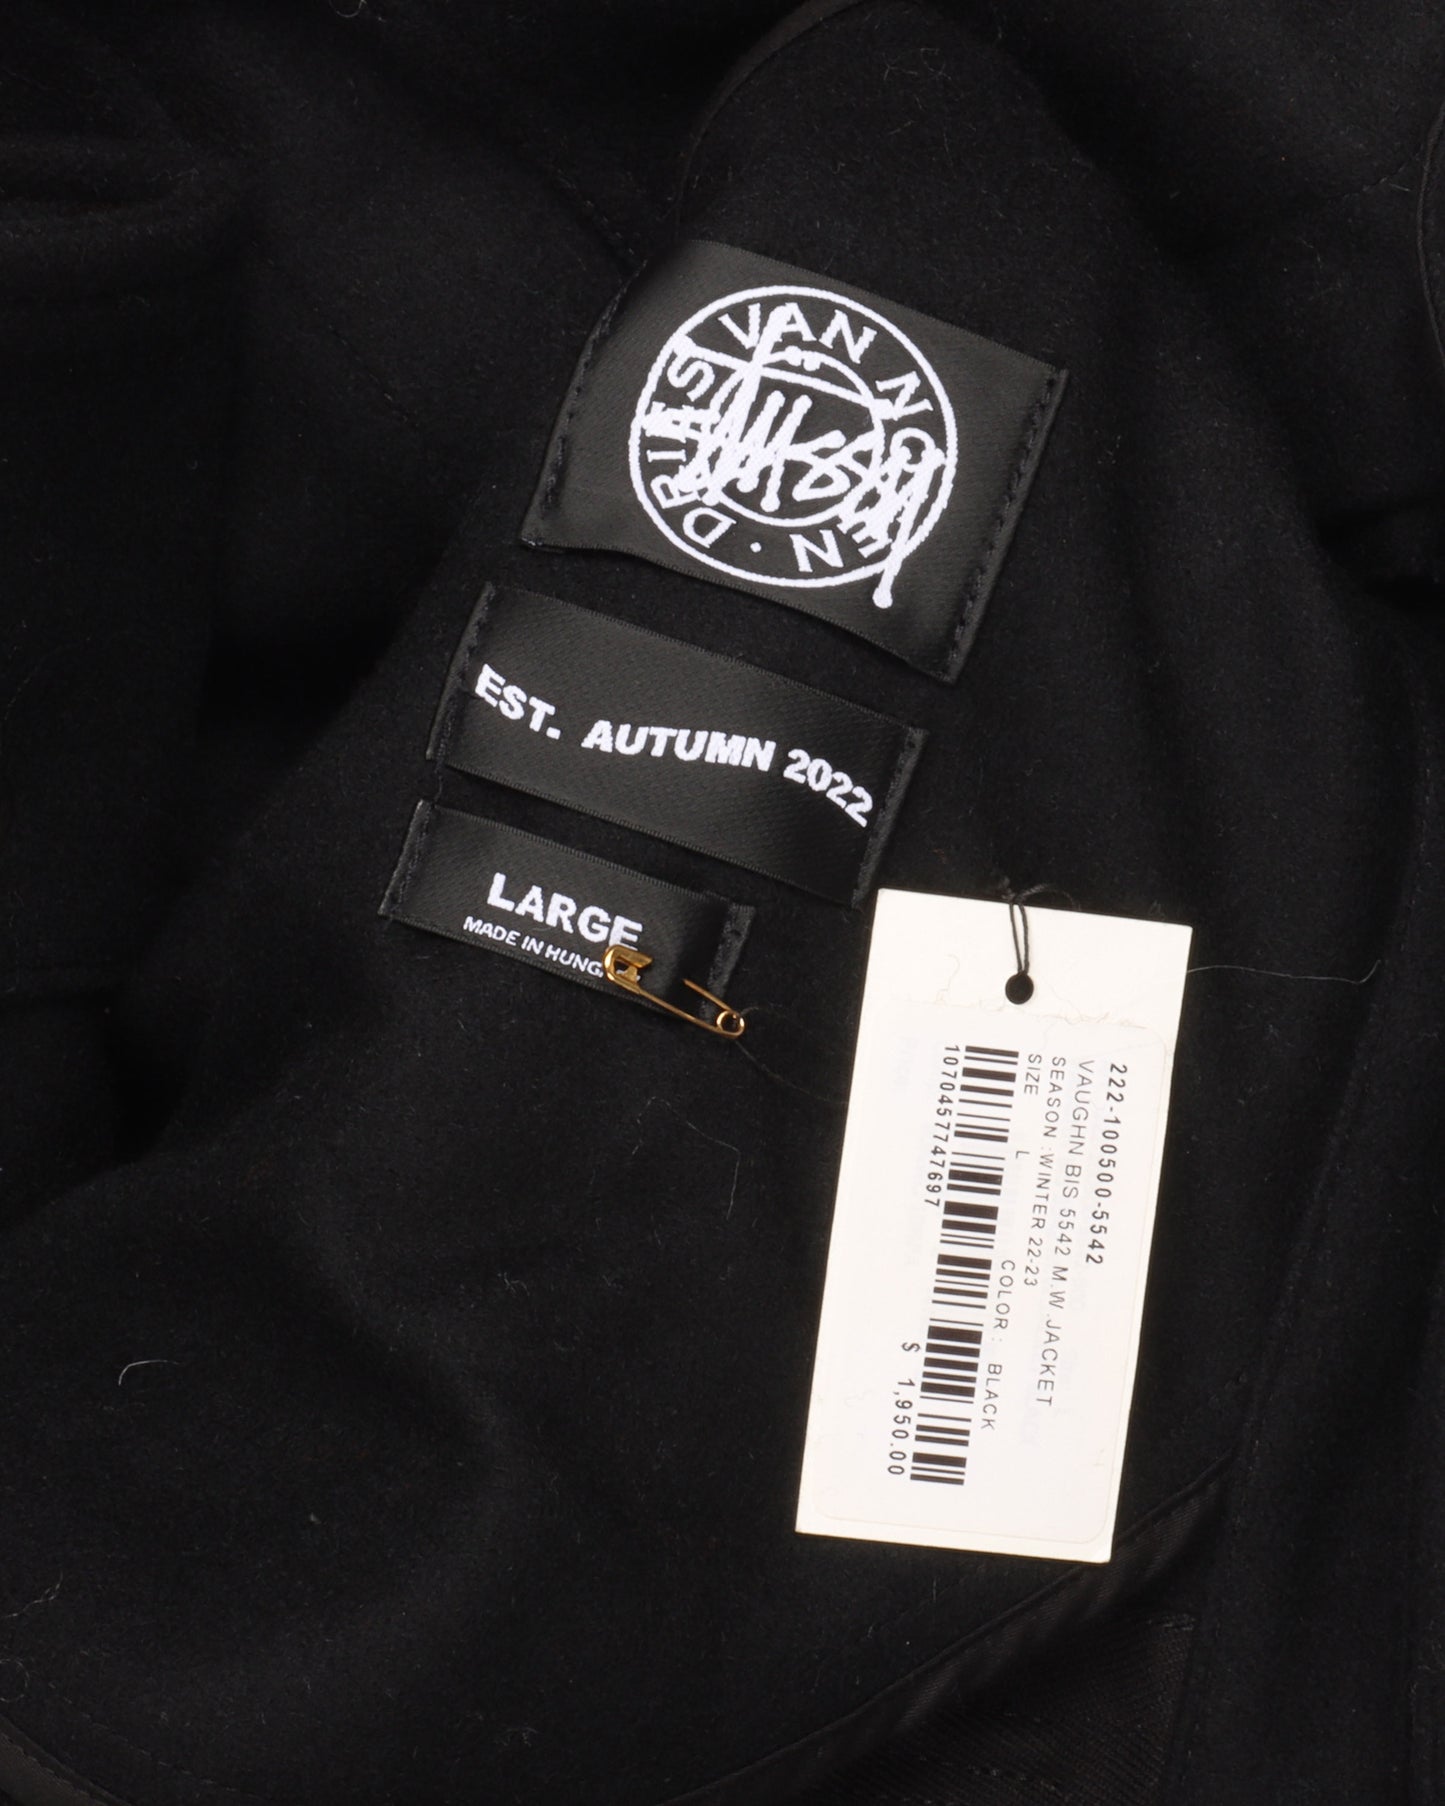 DRIES VAN NOTEN ·
Stüssy
EST. AUTUMN 2022
LARGE
MADE IN
222-100500-5542
VAUGHN BIS 5542 M.W.JACKET
SEASON :WINTER 22-23
SIZE L COLOR : BLACK
1070457747697
$ 1,950.00